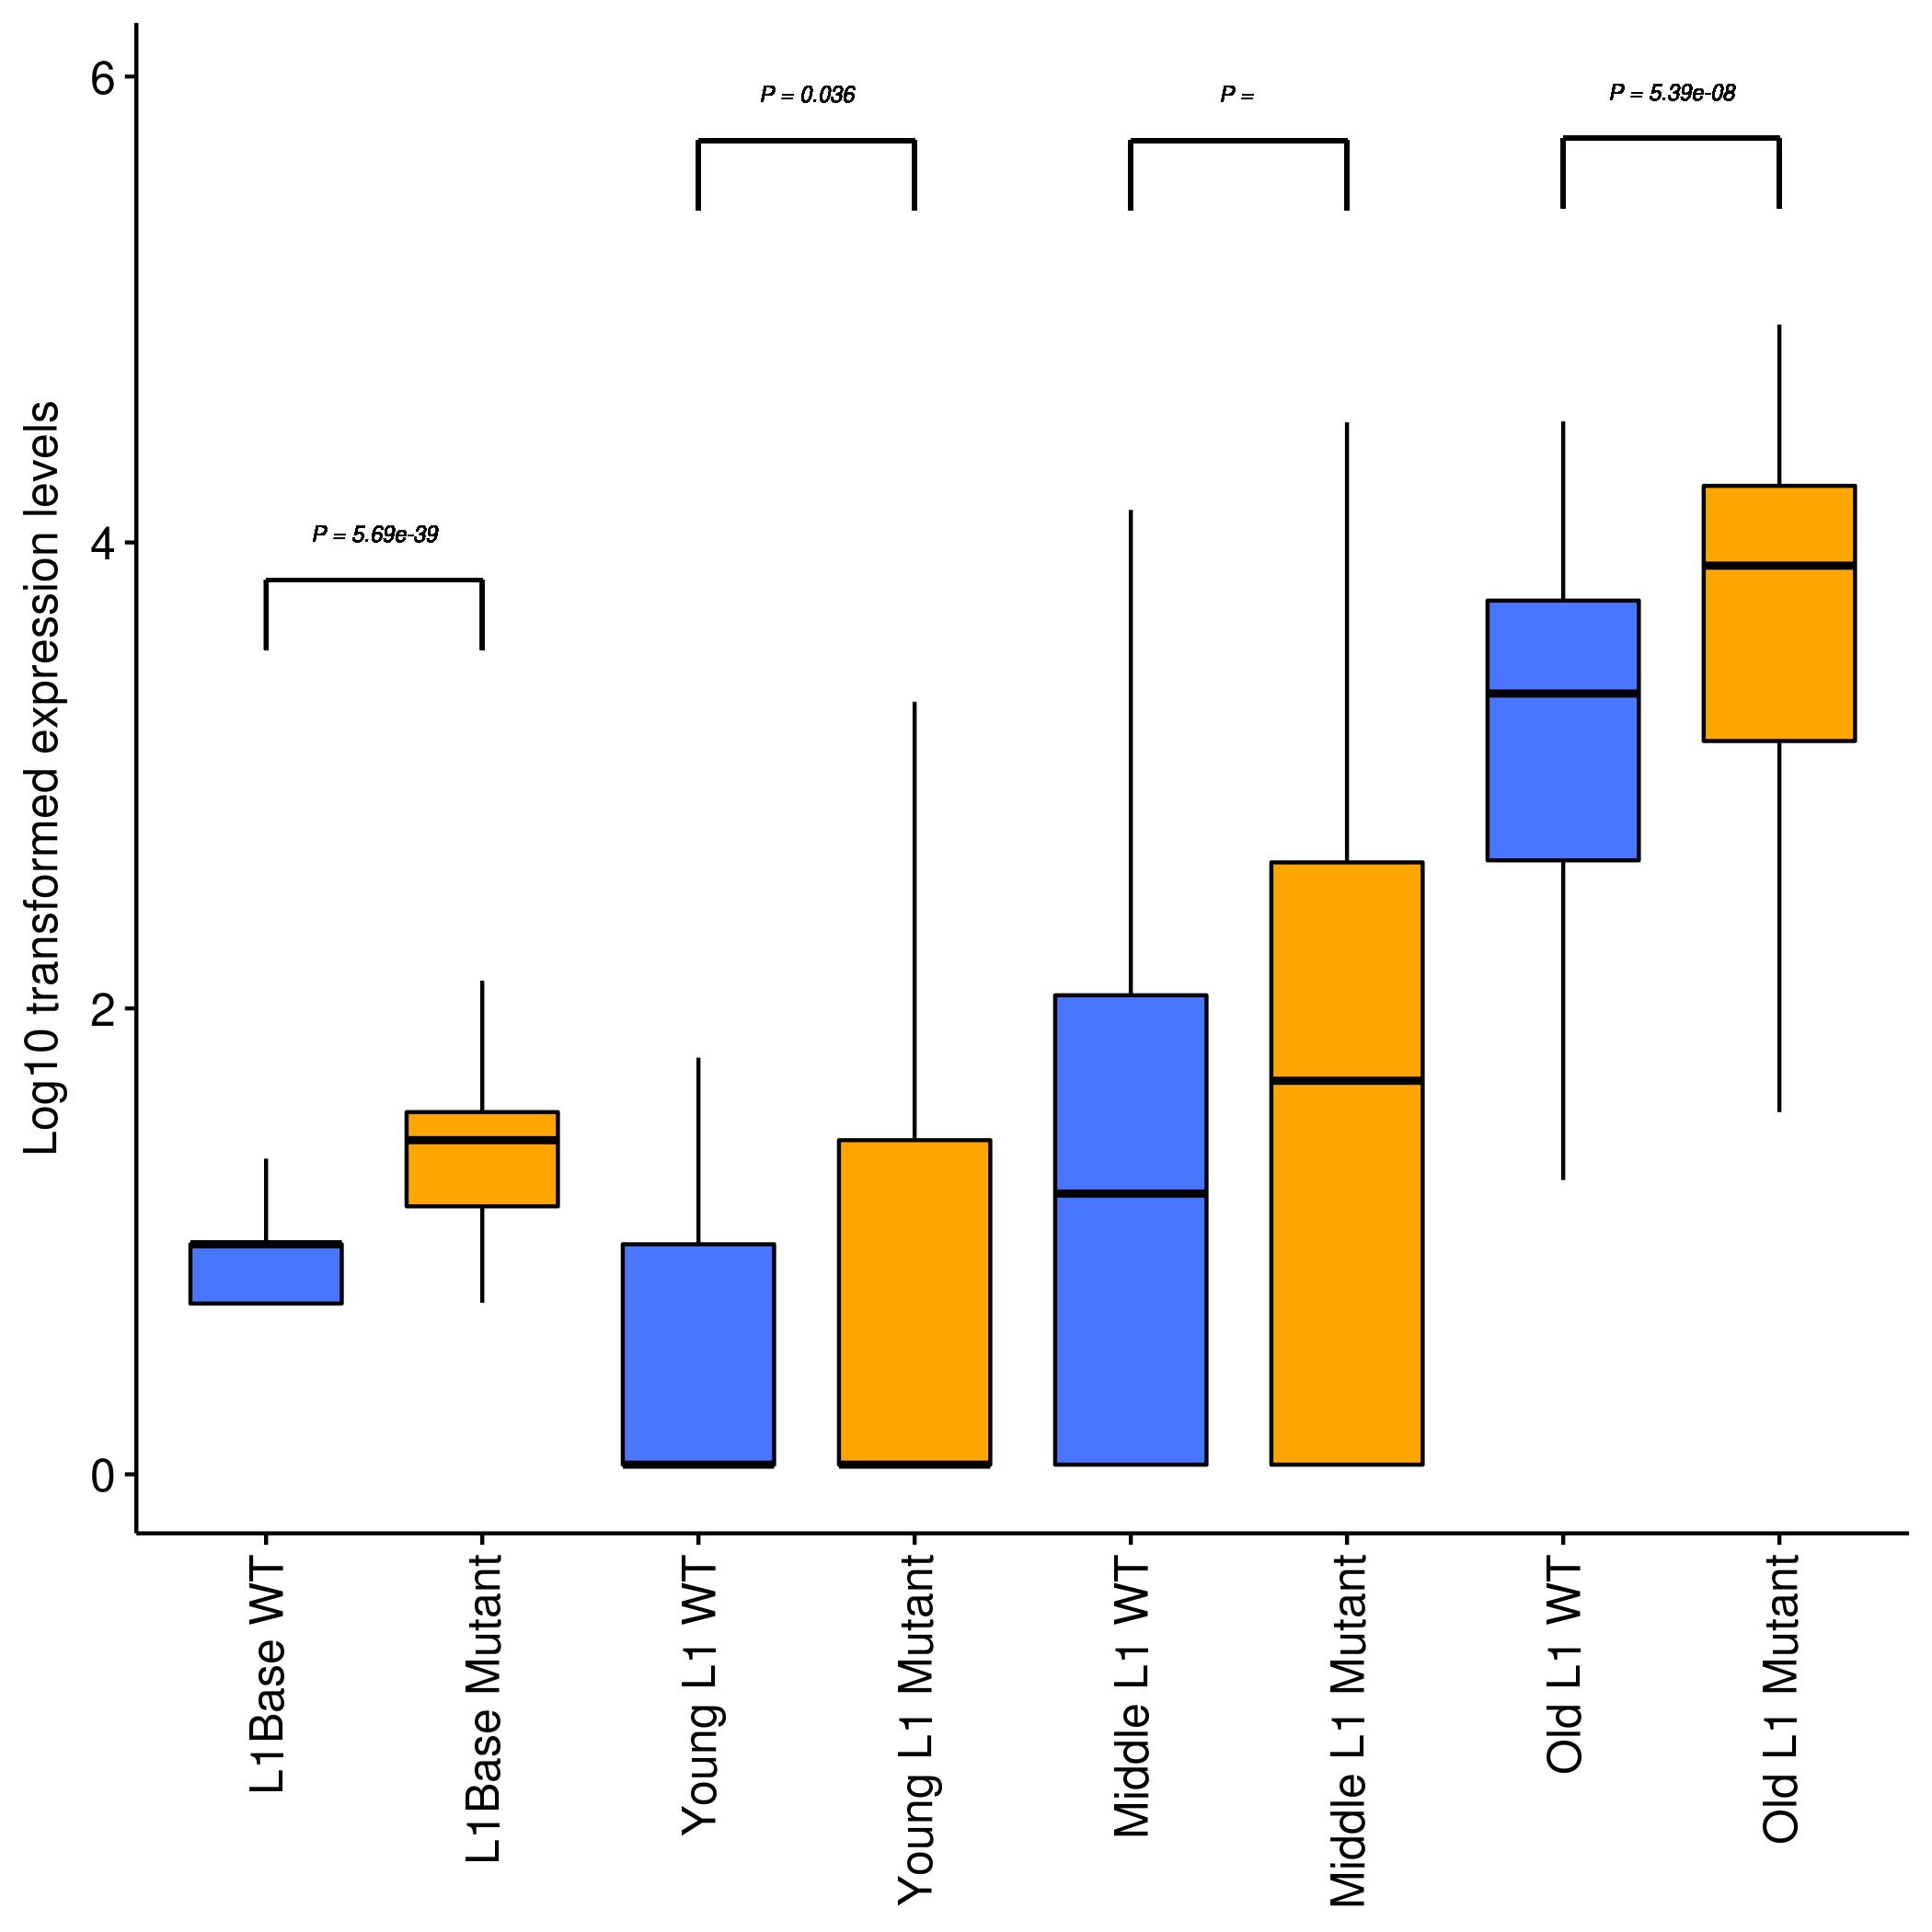 Log10 transformed expression levels
6
4
2
0
P = 5.69e-39
P = 0.036
P =
P = 5.39e-08
L1Base WT
L1Base Mutant
Young L1 WT
Young L1 Mutant
Middle L1 WT
Middle L1 Mutant
Old L1 WT
Old L1 Mutant